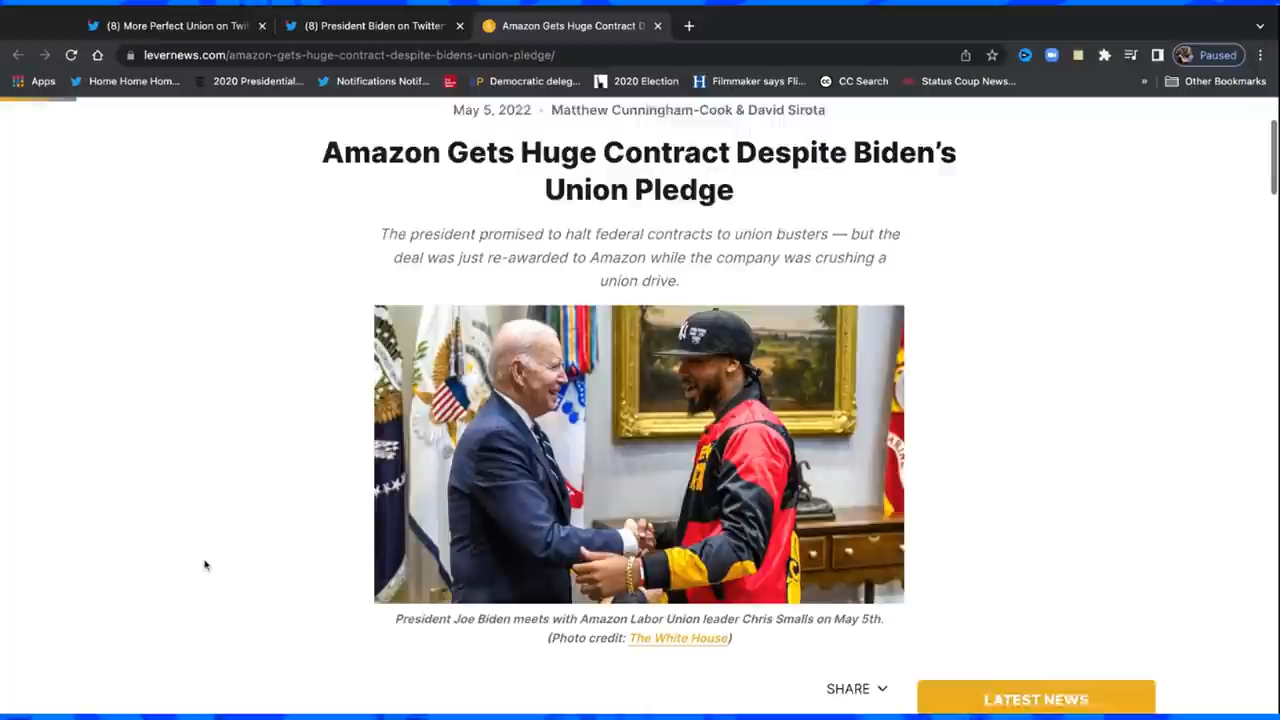 (8) More Perfect Union on Twi
(8) President Biden on Twitter
Amazon Gets Huge Contract D
levernews.com/amazon-gets-huge-contract-despite-bidens-union-pledge/
Paused
Apps
Home Home Hom...
2020 Presidential...
Notifications Notif...
Democratic deleg...
2020 Election
Filmmaker says Fli...
CC Search
Status Coup News...
»
Other Bookmarks
May 5, 2022 · Matthew Cunningham-Cook & David Sirota
Amazon Gets Huge Contract Despite Biden’s
Union Pledge
The president promised to halt federal contracts to union busters — but the
deal was just re-awarded to Amazon while the company was crushing a
union drive.
President Joe Biden meets with Amazon Labor Union leader Chris Smalls on May 5th.
(Photo credit: The White House)
SHARE
LATEST NEWS